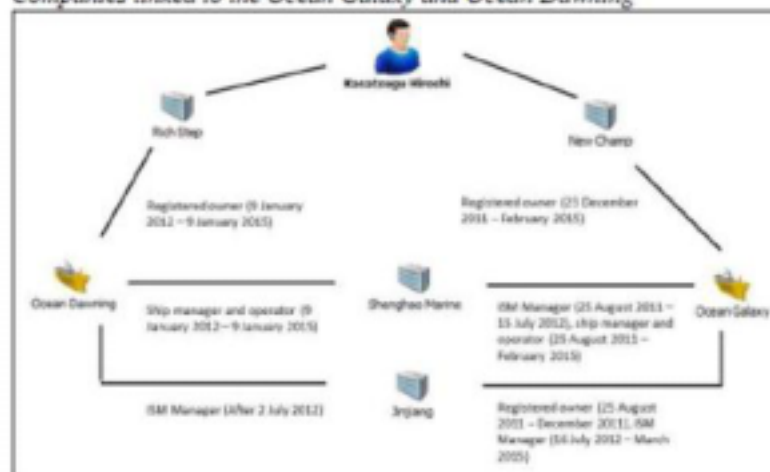 Companies linked to the Ocean Galaxy and Ocean Dawning
Hiroshi
Rich Step
New Champ
Registered owner (9 January
2012 – 9 January 2015)
Registered owner (23 December
2011 – February 2015)
Ocean Dawning
Shenghao Marine
Ocean Galaxy
Ship manager and operator (9
January 2012 – 9 January 2015)
ISM Manager (25 August 2011 –
15 July 2012), ship manager and
operator (25 August 2011 –
February 2015)
Jinjiang
ISM Manager (After 2 July 2012)
Registered owner (25 August
2011 – December 2011), ISM
Manager (16 July 2012 – March
2015)